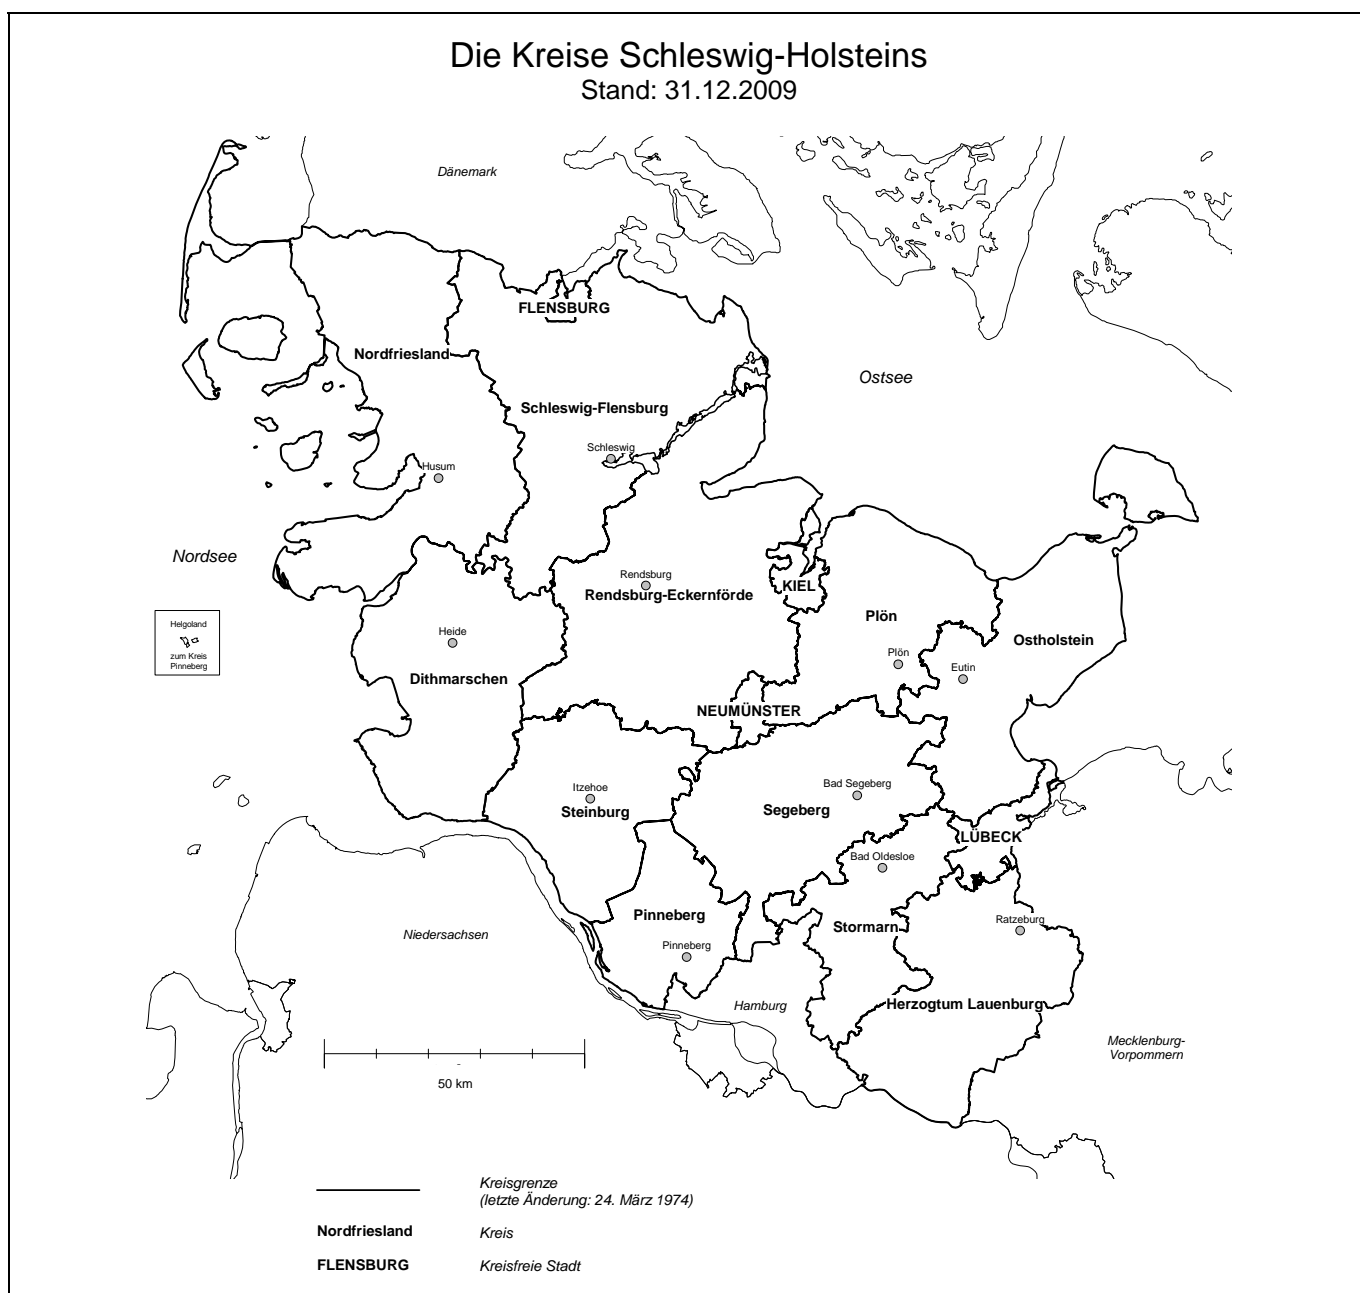 Die Kreise Schleswig-Holsteins
Stand: 31.12.2009
Dänemark
FLENSBURG
Nordfriesland
Ostsee
Schleswig-Flensburg
Schleswig
Husum
Nordsee
Rendsburg
Rendsburg-Eckernförde
KIEL
Plön
Helgoland
zum Kreis
Pinneberg
Heide
Ostholstein
Plön
Eutin
Dithmarschen
NEUMÜNSTER
Itzehoe
Steinburg
Bad Segeberg
Segeberg
LÜBECK
Bad Oldesloe
Pinneberg
Stormarn
Ratzeburg
Niedersachsen
Pinneberg
Hamburg
Herzogtum Lauenburg
Mecklenburg-
Vorpommern
50 km
Kreisgrenze
(letzte Änderung: 24. März 1974)
Nordfriesland Kreis
FLENSBURG Kreisfreie Stadt